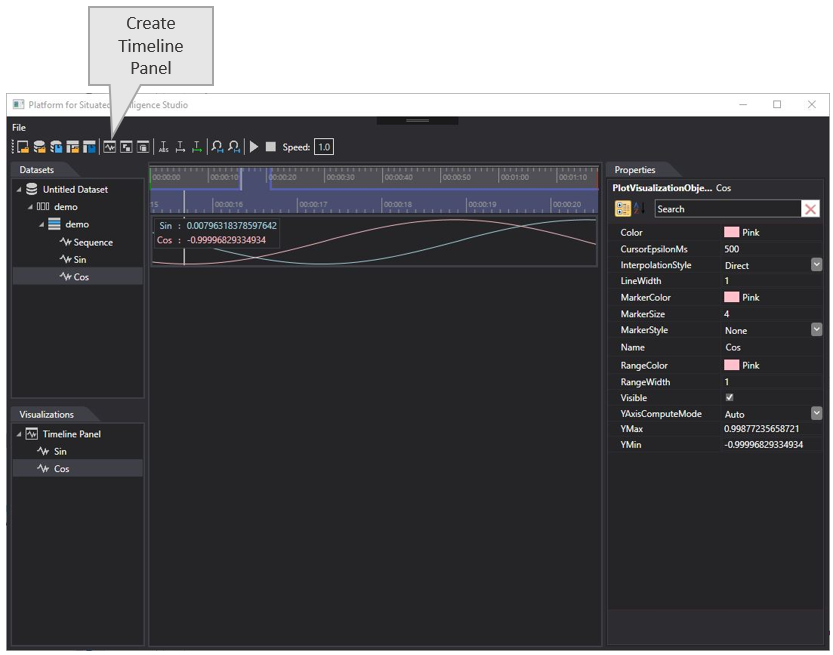 Create
Timeline
Panel
Platform for Situated Intelligence Studio
File
ABS
Speed: 1.0
Datasets
Untitled Dataset
demo
demo
Sequence
Sin
Cos
Visualizations
Timeline Panel
Sin
Cos
00:00:00 00:00:10 00:00:20 00:00:30 00:00:40 00:00:50 00:01:00 00:01:10
15 00:00:16 00:00:17 00:00:18 00:00:19 00:00:20
Sin : 0.00796318378597642
Cos : -0.99996829334934
Properties
PlotVisualizationObje... Cos
Search
Color Pink
CursorEpsilonMs 500
InterpolationStyle Direct
LineWidth 1
MarkerColor Pink
MarkerSize 4
MarkerStyle None
Name Cos
RangeColor Pink
RangeWidth 1
Visible
YAxisComputeMode Auto
YMax 0.99877235658721
YMin -0.99996829334934